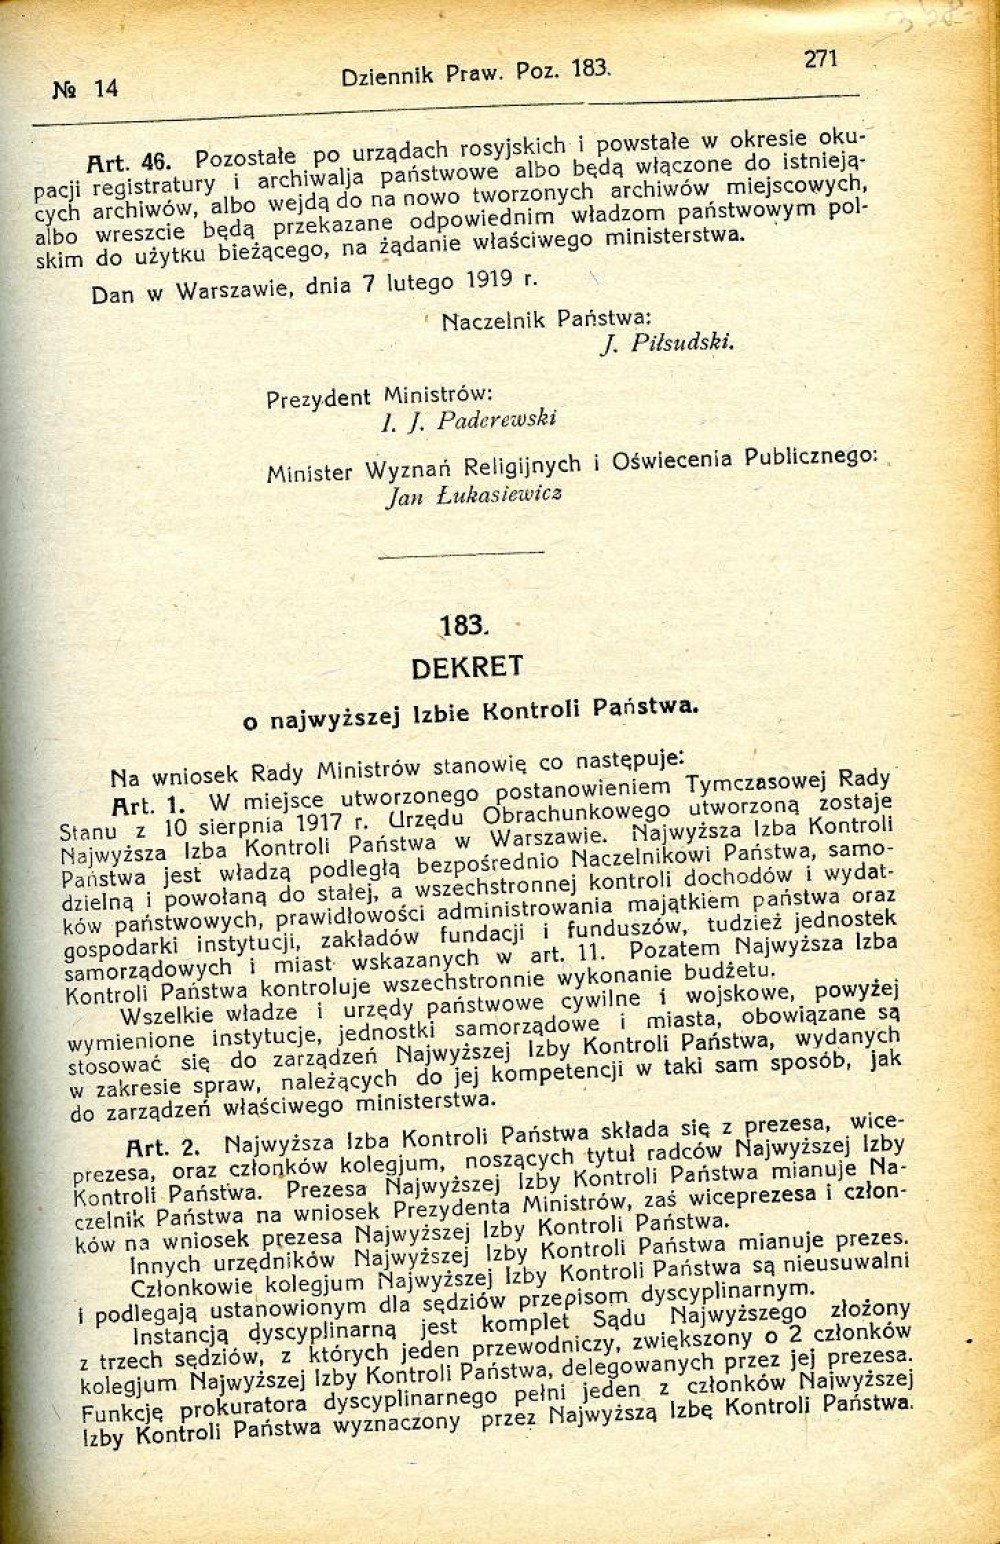 № 14
Dziennik Praw. Poz. 183.
271
Art. 46. Pozostałe po urządach rosyjskich i powstałe w okresie oku-
pacji registratury i archiwalja państwowe albo będą włączone do istnieją-
cych archiwów, albo wejdą do na nowo tworzonych archiwów miejscowych,
albo wreszcie będą przekazane odpowiednim władzom państwowym pol-
skim do użytku bieżącego, na żądanie właściwego ministerstwa.
Dan w Warszawie, dnia 7 lutego 1919 r.
Naczelnik Państwa:
J. Piłsudski.
Prezydent Ministrów:
I. J. Paderewski
Minister Wyznań Religijnych i Oświecenia Publicznego:
Jan Łukasiewicz
183.
DEKRET
o najwyższej Izbie Kontroli Państwa.
Na wniosek Rady Ministrów stanowię co następuje:
Art. 1. W miejsce utworzonego postanowieniem Tymczasowej Rady
Stanu z 10 sierpnia 1917 r. Urzędu Obrachunkowego utworzoną zostaje
Najwyższa Izba Kontroli Państwa w Warszawie. Najwyższa Izba Kontroli
Państwa jest władzą podległą bezpośrednio Naczelnikowi Państwa, samo-
dzielną i powołaną do stałej, a wszechstronnej kontroli dochodów i wydat-
ków państwowych, prawidłowości administrowania majątkiem państwa oraz
gospodarki instytucji, zakładów fundacji i funduszów, tudzież jednostek
samorządowych i miast wskazanych w art. 11. Pozatem Najwyższa Izba
Kontroli Państwa kontroluje wszechstronnie wykonanie budżetu.
Wszelkie władze i urzędy państwowe cywilne i wojskowe, powyżej
wymienione instytucje, jednostki samorządowe i miasta, obowiązane są
stosować się do zarządzeń Najwyższej Izby Kontroli Państwa, wydanych
w zakresie spraw, należących do jej kompetencji w taki sam sposób, jak
do zarządzeń właściwego ministerstwa.
Art. 2. Najwyższa Izba Kontroli Państwa składa się z prezesa, wice-
prezesa, oraz członków kolegjum, noszących tytuł radców Najwyższej Izby
Kontroli Państwa. Prezesa Najwyższej Izby Kontroli Państwa mianuje Na-
czelnik Państwa na wniosek Prezydenta Ministrów, zaś wiceprezesa i człon-
ków na wniosek prezesa Najwyższej Izby Kontroli Państwa.
Innych urzędników Najwyższej Izby Kontroli Państwa mianuje prezes.
Członkowie kolegjum Najwyższej Izby Kontroli Państwa są nieusuwalni
i podlegają ustanowionym dla sędziów przepisom dyscyplinarnym.
Instancją dyscyplinarną jest komplet Sądu Najwyższego złożony
z trzech sędziów, z których jeden przewodniczy, zwiększony o 2 członków
kolegjum Najwyższej Izby Kontroli Państwa, delegowanych przez jej prezesa.
Funkcję prokuratora dyscyplinarnego pełni jeden z członków Najwyższej
Izby Kontroli Państwa wyznaczony przez Najwyższą Izbę Kontroli Państwa.